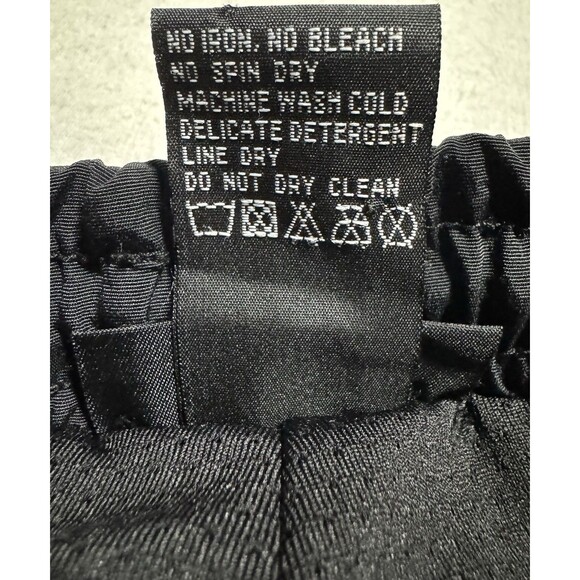 NO IRON, NO BLEACH
NO SPIN DRY
MACHINE WASH COLD
DELICATE DETERGENT
LINE DRY
DO NOT DRY CLEAN